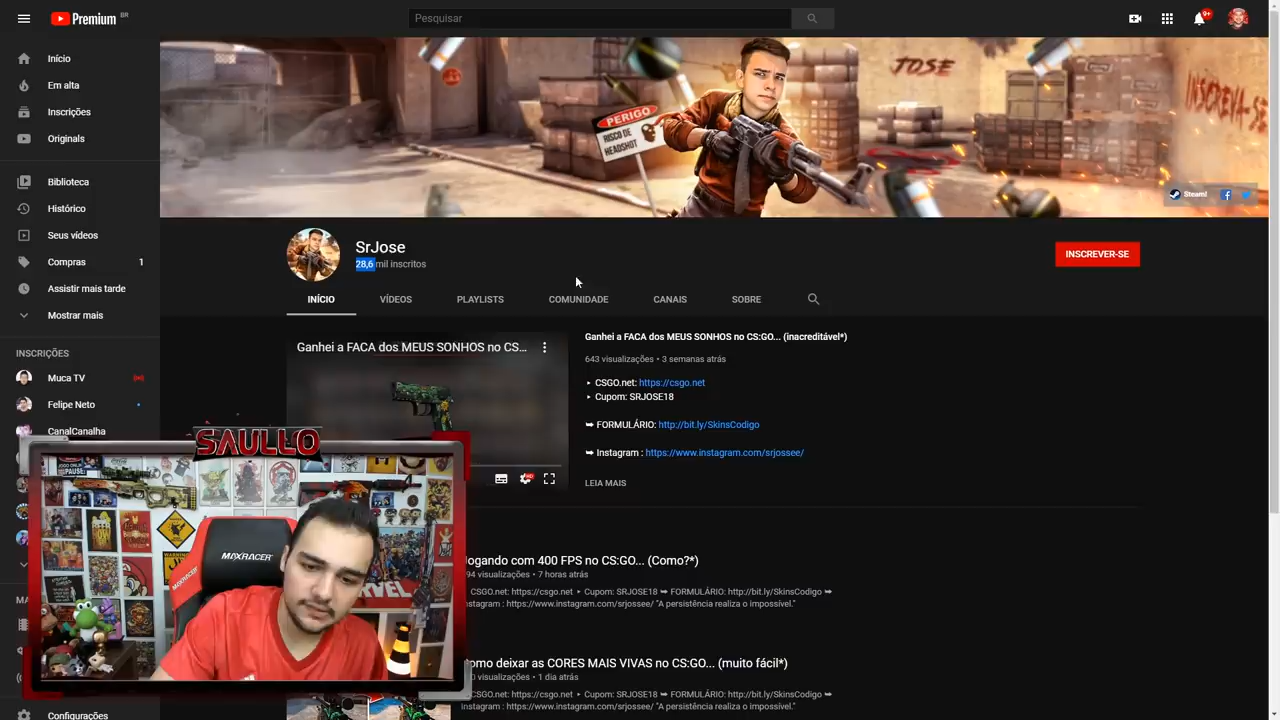 Premium BR
Pesquisar
9+
Início
Em alta
Inscrições
Originals
Biblioteca
Histórico
Seus vídeos
Compras 1
Assistir mais tarde
Mostrar mais
INSCRIÇÕES
Muca TV
Felipe Neto
CanalCanalha
Configurações
JOSE
INSCREVA-SE
PERIGO
RISCO DE
HEADSHOT
Steam!
SrJose
28,6 mil inscritos
INSCREVER-SE
INÍCIO VÍDEOS PLAYLISTS COMUNIDADE CANAIS SOBRE
Ganhei a FACA dos MEUS SONHOS no CS...
Ganhei a FACA dos MEUS SONHOS no CS:GO... (inacreditável*)
643 visualizações • 3 semanas atrás
‣ CSGO.net: https://csgo.net
‣ Cupom: SRJOSE18
➥ FORMULÁRIO: http://bit.ly/SkinsCodigo
➥ Instagram : https://www.instagram.com/srjossee/
LEIA MAIS
Jogando com 400 FPS no CS:GO... (Como?*)
94 visualizações • 7 horas atrás
CSGO.net: https://csgo.net ‣ Cupom: SRJOSE18 ➥ FORMULÁRIO: http://bit.ly/SkinsCodigo ➥
Instagram : https://www.instagram.com/srjossee/ "A persistência realiza o impossível."
omo deixar as CORES MAIS VIVAS no CS:GO... (muito fácil*)
0 visualizações • 1 dia atrás
CSGO.net: https://csgo.net ‣ Cupom: SRJOSE18 ➥ FORMULÁRIO: http://bit.ly/SkinsCodigo ➥
Instagram : https://www.instagram.com/srjossee/ "A persistência realiza o impossível."
SAULLO
MAXRACER
MAXRACER
MARVEL
PAUSE